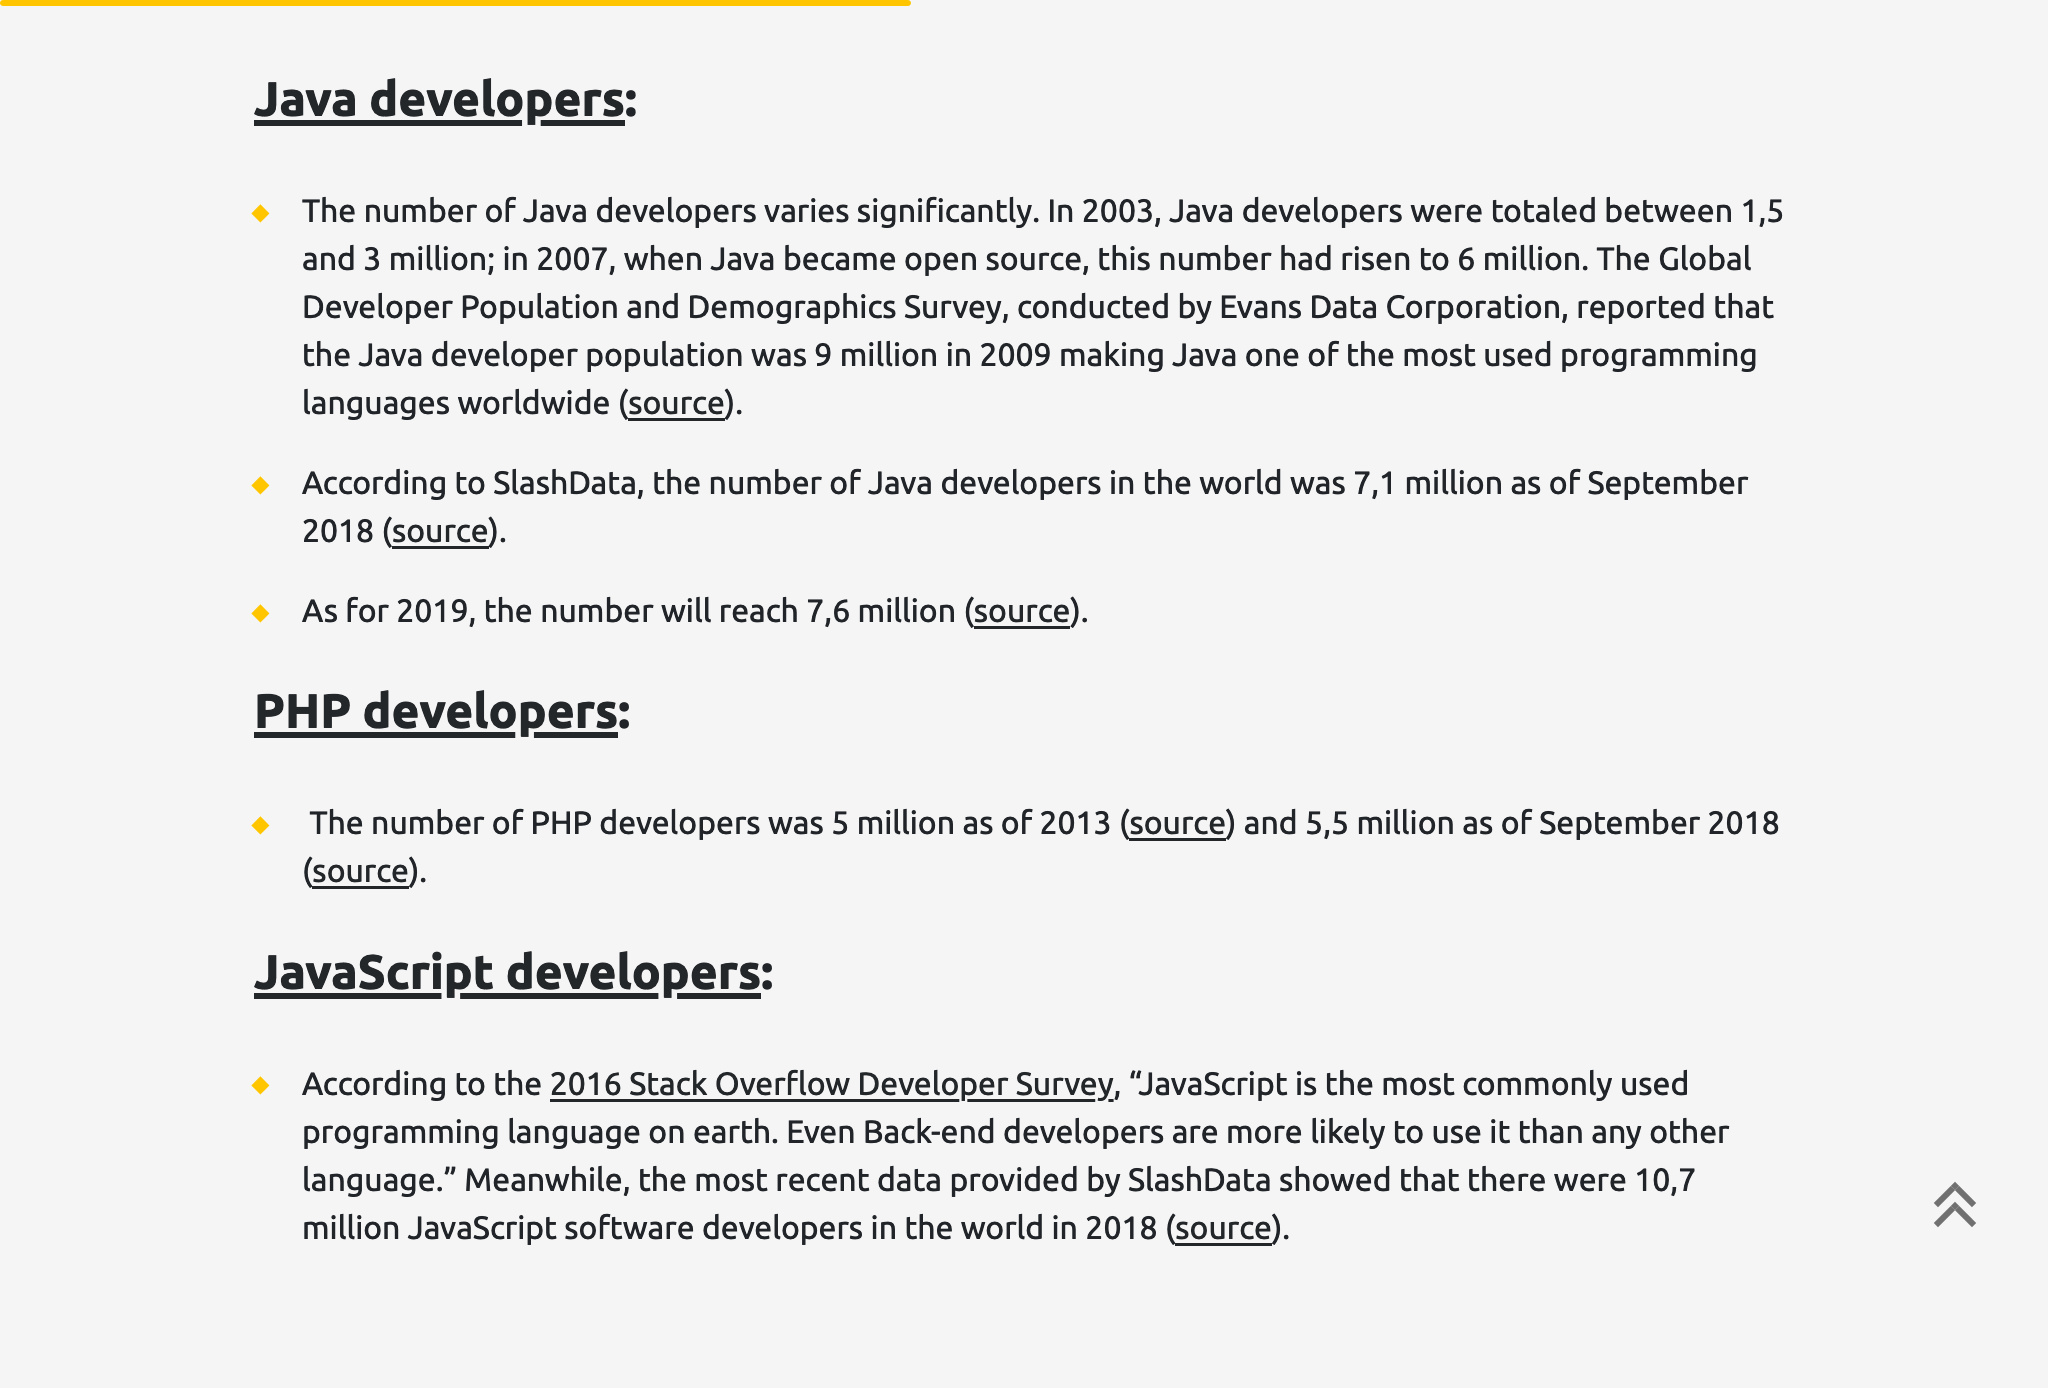 Java developers:
The number of Java developers varies significantly. In 2003, Java developers were totaled between 1,5
and 3 million; in 2007, when Java became open source, this number had risen to 6 million. The Global
Developer Population and Demographics Survey, conducted by Evans Data Corporation, reported that
the Java developer population was 9 million in 2009 making Java one of the most used programming
languages worldwide (source).
According to SlashData, the number of Java developers in the world was 7,1 million as of September
2018 (source).
As for 2019, the number will reach 7,6 million (source).
PHP developers:
The number of PHP developers was 5 million as of 2013 (source) and 5,5 million as of September 2018
(source).
JavaScript developers:
According to the 2016 Stack Overflow Developer Survey, “JavaScript is the most commonly used
programming language on earth. Even Back-end developers are more likely to use it than any other
language.” Meanwhile, the most recent data provided by SlashData showed that there were 10,7
million JavaScript software developers in the world in 2018 (source).